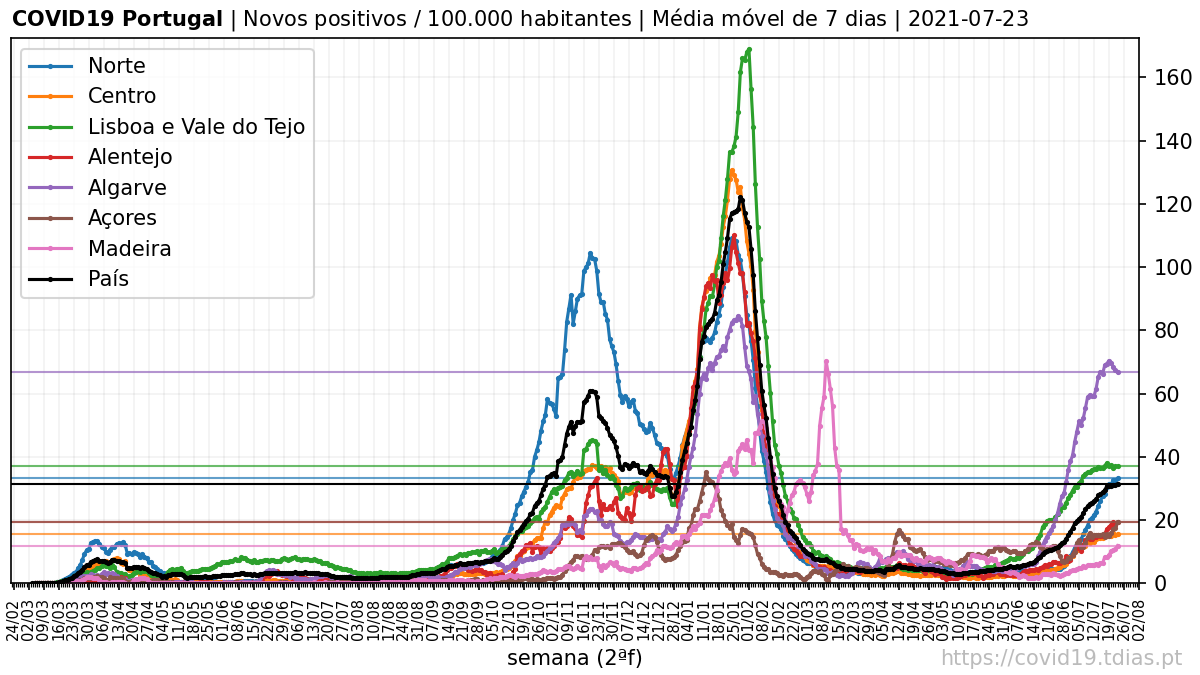 COVID19 Portugal | Novos positivos / 100.000 habitantes | Média móvel de 7 dias | 2021-07-23
Norte
Centro
Lisboa e Vale do Tejo
Alentejo
Algarve
Açores
Madeira
País
160
140
120
100
80
60
40
20
0
24/02 02/03 09/03 16/03 23/03 30/03 06/04 13/04 20/04 27/04 04/05 11/05 18/05 25/05 01/06 08/06 15/06 22/06 29/06 06/07 13/07 20/07 27/07 03/08 10/08 17/08 24/08 31/08 07/09 14/09 21/09 28/09 05/10 12/10 19/10 26/10 02/11 09/11 16/11 23/11 30/11 07/12 14/12 21/12 28/12 04/01 11/01 18/01 25/01 01/02 08/02 15/02 22/02 01/03 08/03 15/03 22/03 29/03 05/04 12/04 19/04 26/04 03/05 10/05 17/05 24/05 31/05 07/06 14/06 21/06 28/06 05/07 12/07 19/07 26/07 02/08
semana (2ªf)
https://covid19.tdias.pt